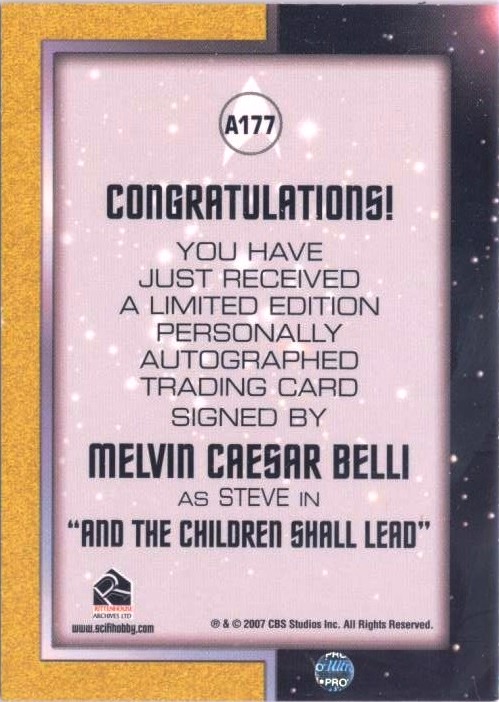 A177
CONGRATULATIONS!
YOU HAVE
JUST RECEIVED
A LIMITED EDITION
PERSONALLY
AUTOGRAPHED
TRADING CARD
SIGNED BY
MELVIN CAESAR BELLI
AS STEVE IN
“AND THE CHILDREN SHALL LEAD”
RITTENHOUSE
ARCHIVES LTD
www.scifihobby.com
® & © 2007 CBS Studios Inc. All Rights Reserved.
Ultra
PRO